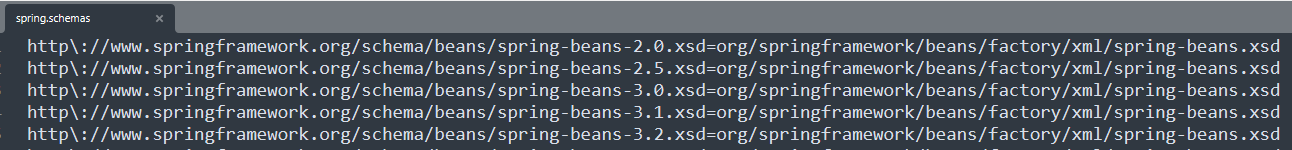 spring.schemas ×
http\://www.springframework.org/schema/beans/spring-beans-2.0.xsd=org/springframework/beans/factory/xml/spring-beans.xsd
http\://www.springframework.org/schema/beans/spring-beans-2.5.xsd=org/springframework/beans/factory/xml/spring-beans.xsd
http\://www.springframework.org/schema/beans/spring-beans-3.0.xsd=org/springframework/beans/factory/xml/spring-beans.xsd
http\://www.springframework.org/schema/beans/spring-beans-3.1.xsd=org/springframework/beans/factory/xml/spring-beans.xsd
http\://www.springframework.org/schema/beans/spring-beans-3.2.xsd=org/springframework/beans/factory/xml/spring-beans.xsd